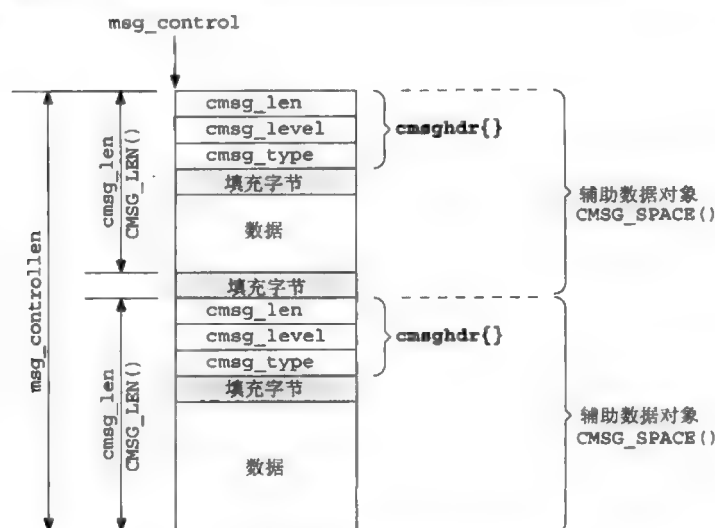 msg_control
cmsg_len
cmsg_level
cmsg_type
填充字节
数据
填充字节
cmsg_len
cmsg_level
cmsg_type
填充字节
数据
cmsghdr{}
cmsghdr{}
辅助数据对象
CMSG_SPACE()
辅助数据对象
CMSG_SPACE()
msg_controllen
cmsg_len
CMSG_LEN()
cmsg_len
CMSG_LEN()